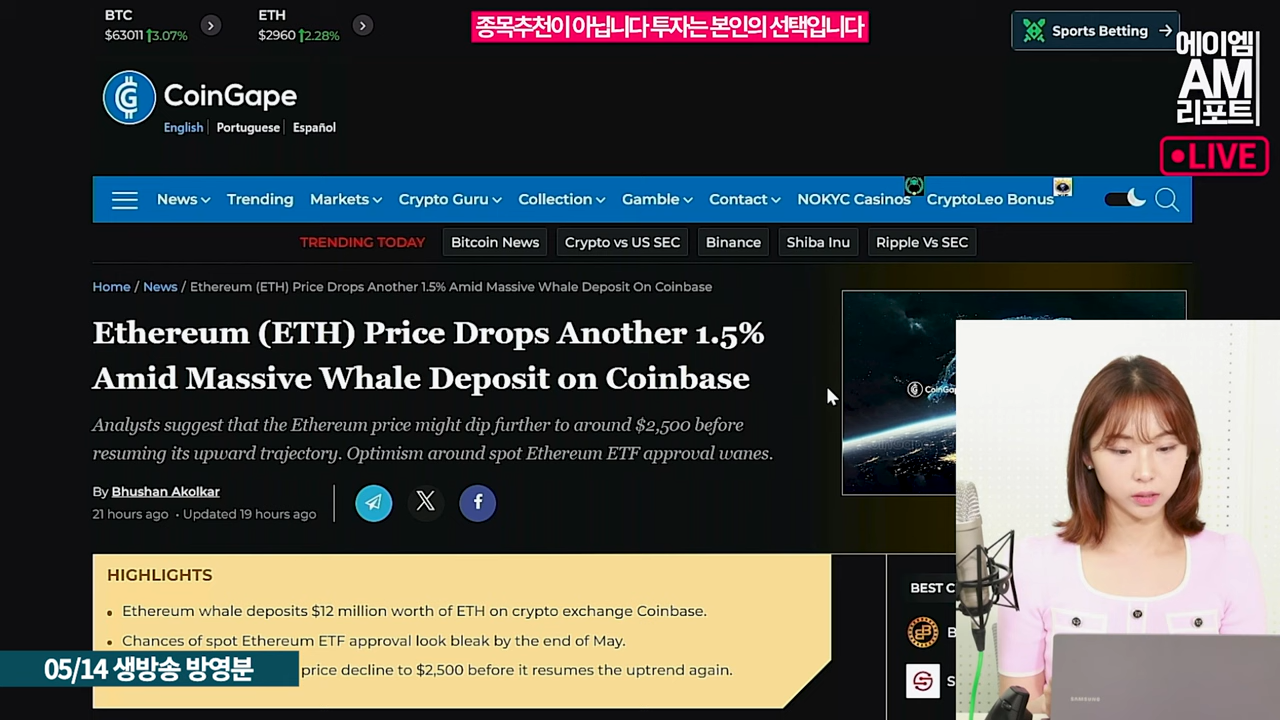 BTC
$63011 3.07%
ETH
$2960 2.28%
종목추천이 아닙니다 투자는 본인의 선택입니다
Sports Betting
에이엠
AM
리포트
LIVE
CoinGape
English
Portuguese
Español
News
Trending
Markets
Crypto Guru
Collection
Gamble
Contact
NOKYC Casinos
CryptoLeo Bonus
TRENDING TODAY
Bitcoin News
Crypto vs US SEC
Binance
Shiba Inu
Ripple Vs SEC
Home / News / Ethereum (ETH) Price Drops Another 1.5% Amid Massive Whale Deposit On Coinbase
Ethereum (ETH) Price Drops Another 1.5%
Amid Massive Whale Deposit on Coinbase
Analysts suggest that the Ethereum price might dip further to around $2,500 before
resuming its upward trajectory. Optimism around spot Ethereum ETF approval wanes.
By Bhushan Akolkar
21 hours ago • Updated 19 hours ago
CoinGape
HIGHLIGHTS
• Ethereum whale deposits $12 million worth of ETH on crypto exchange Coinbase.
• Chances of spot Ethereum ETF approval look bleak by the end of May.
price decline to $2,500 before it resumes the uptrend again.
BEST C
B
S
05/14 생방송 방영분
SAMSUNG